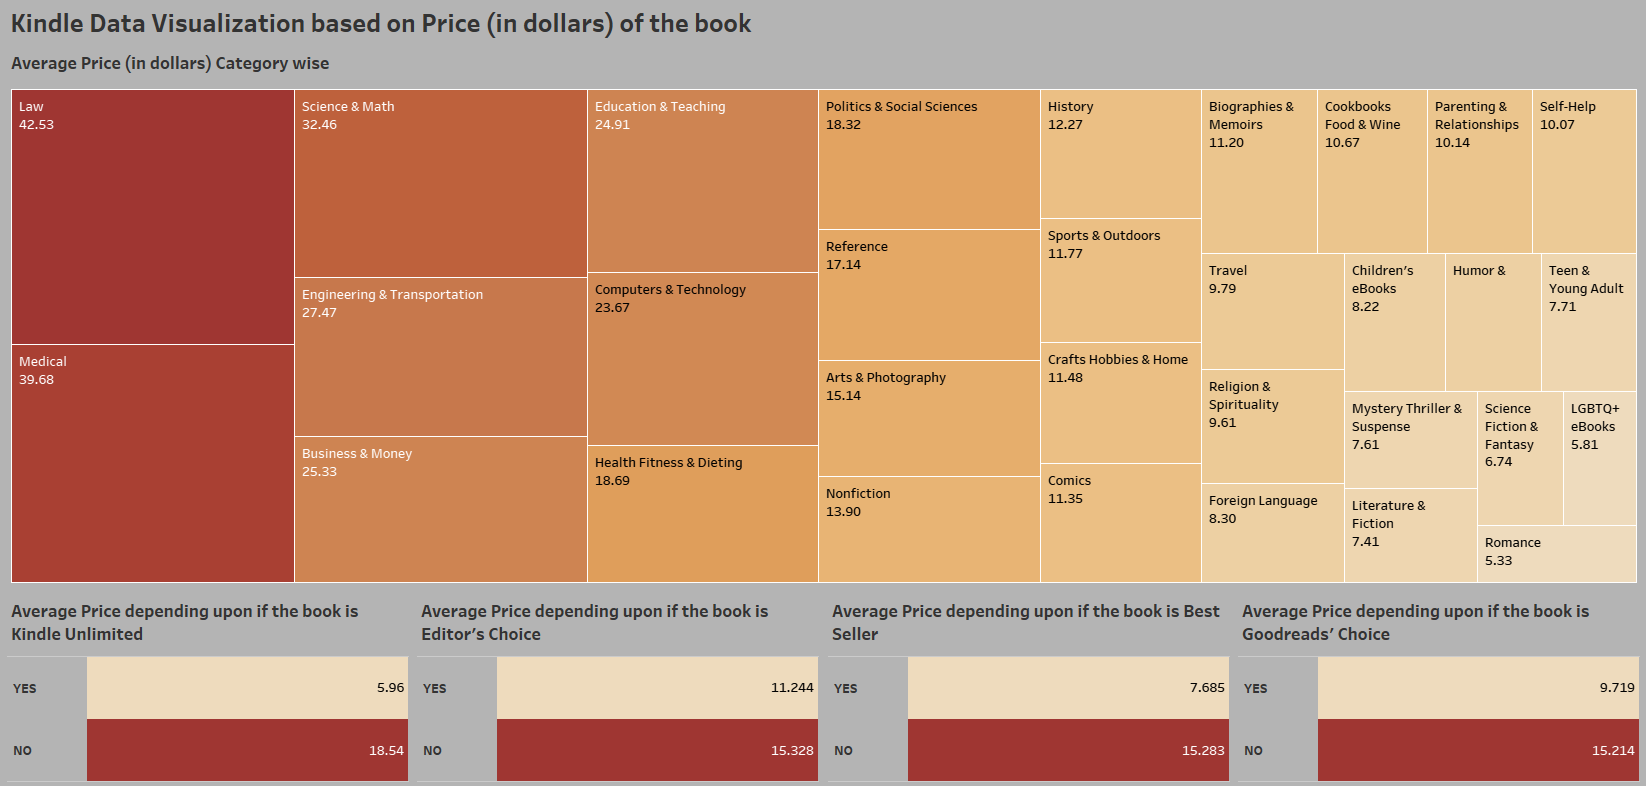 Kindle Data Visualization based on Price (in dollars) of the book
Average Price (in dollars) Category wise
Law
42.53
Medical
39.68
Science & Math
32.46
Engineering & Transportation
27.47
Business & Money
25.33
Education & Teaching
24.91
Computers & Technology
23.67
Health Fitness & Dieting
18.69
Politics & Social Sciences
18.32
Reference
17.14
Arts & Photography
15.14
Nonfiction
13.90
History
12.27
Sports & Outdoors
11.77
Crafts Hobbies & Home
11.48
Comics
11.35
Biographies &
Memoirs
11.20
Cookbooks
Food & Wine
10.67
Parenting &
Relationships
10.14
Self-Help
10.07
Travel
9.79
Religion &
Spirituality
9.61
Foreign Language
8.30
Children's
eBooks
8.22
Humor &
Teen &
Young Adult
7.71
Mystery Thriller &
Suspense
7.61
Literature &
Fiction
7.41
Science
Fiction &
Fantasy
6.74
LGBTQ+
eBooks
5.81
Romance
5.33
Average Price depending upon if the book is
Kindle Unlimited
YES 5.96
NO 18.54
Average Price depending upon if the book is
Editor's Choice
YES 11.244
NO 15.328
Average Price depending upon if the book is Best
Seller
YES 7.685
NO 15.283
Average Price depending upon if the book is
Goodreads' Choice
YES 9.719
NO 15.214